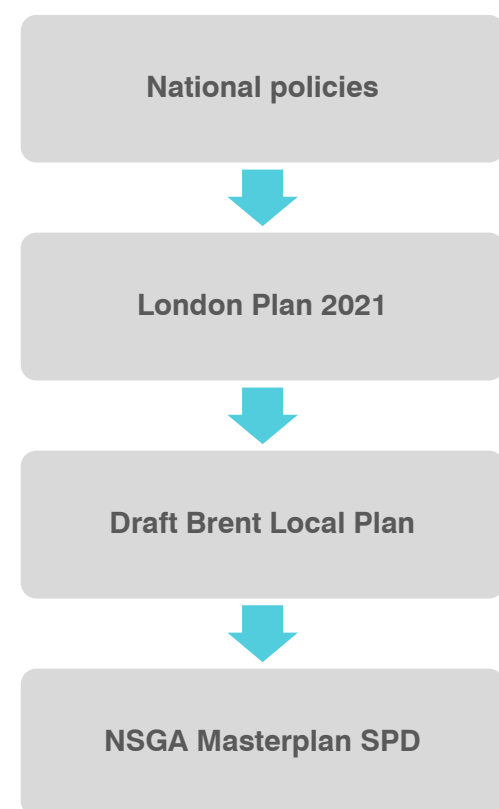 National policies
London Plan 2021
Draft Brent Local Plan
NSGA Masterplan SPD